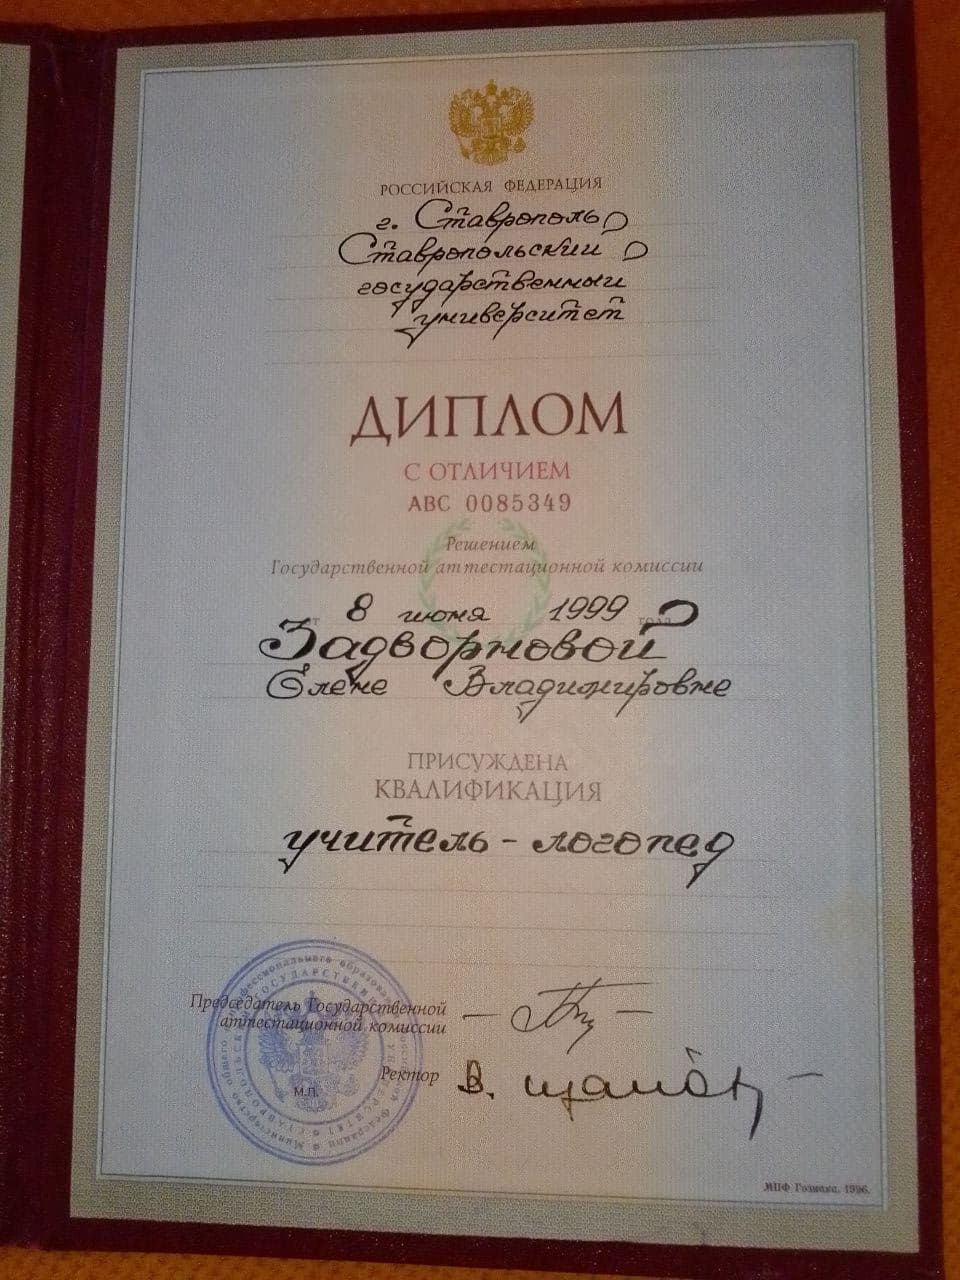 РОССИЙСКАЯ ФЕДЕРАЦИЯ
г. Ставрополь
Ставропольский
государственный
университет
ДИПЛОМ
С ОТЛИЧИЕМ
АВС 0085349
Решением
Государственной аттестационной комиссии
от 8 июня 1999 года
Задворновой
Елене Владимировне
ПРИСУЖДЕНА
КВАЛИФИКАЦИЯ
учитель-логопед
Председатель Государственной
аттестационной комиссии
Ректор
М.П.
МПФ Гознака. 1996.